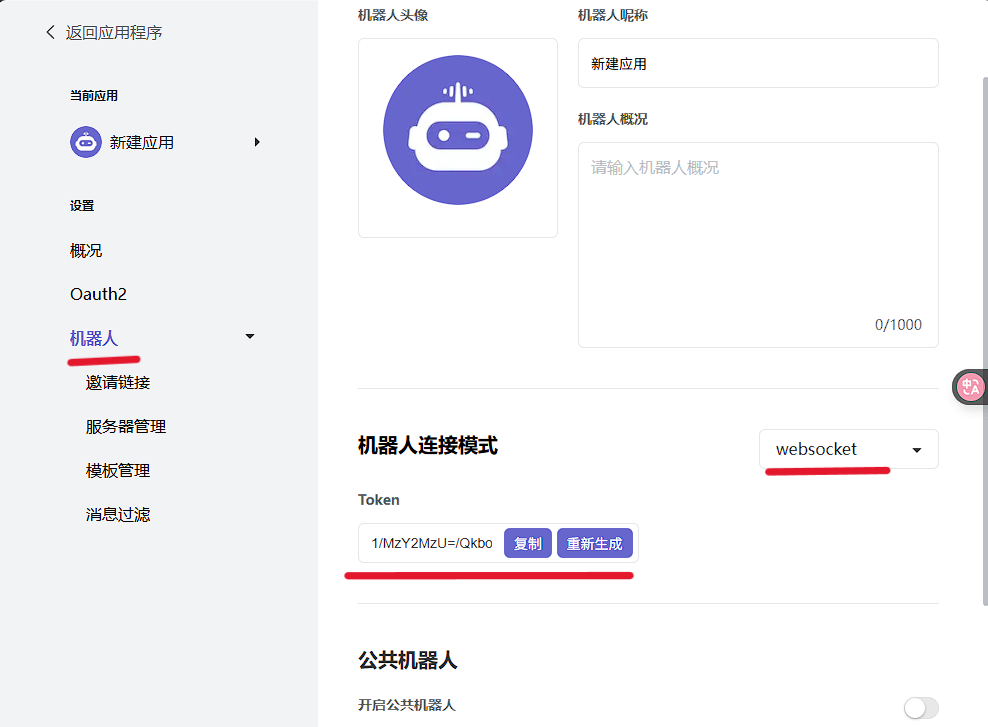 返回应用程序
当前应用
新建应用
设置
概况
Oauth2
机器人
邀请链接
服务器管理
模板管理
消息过滤
机器人头像
机器人昵称
新建应用
机器人概况
请输入机器人概况
0/1000
机器人连接模式
websocket
Token
1/MzY2MzU=/Qkbo 复制 重新生成
公共机器人
开启公共机器人
中
A